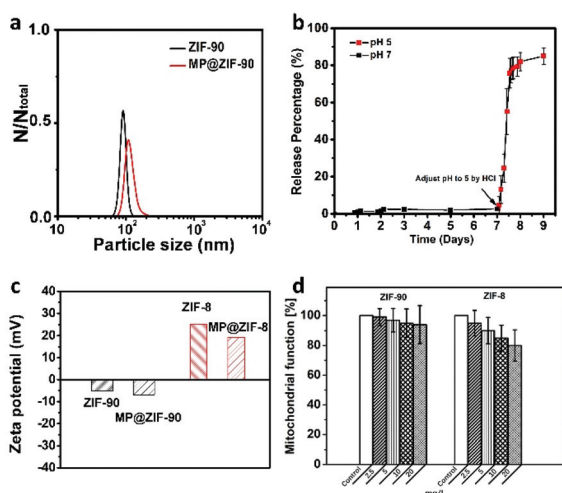 a
ZIF-90
MP@ZIF-90
N/Ntotal
1.0
0.5
0.0
10⁰ 10¹ 10² 10³ 10⁴
Particle size (nm)
b
pH 5
pH 7
Release Percentage (%)
100
80
60
40
20
0
Adjust pH to 5 by HCl
0 1 2 3 4 5 6 7 8 9
Time (Days)
c
Zeta potential (mV)
40
30
20
10
0
-10
-20
-30
-40
ZIF-8
MP@ZIF-8
ZIF-90
MP@ZIF-90
d
Mitochondrial function [%]
ZIF-90 ZIF-8
100
80
60
40
20
0
Control 2.5 5 10 20 Control 2.5 5 10 20